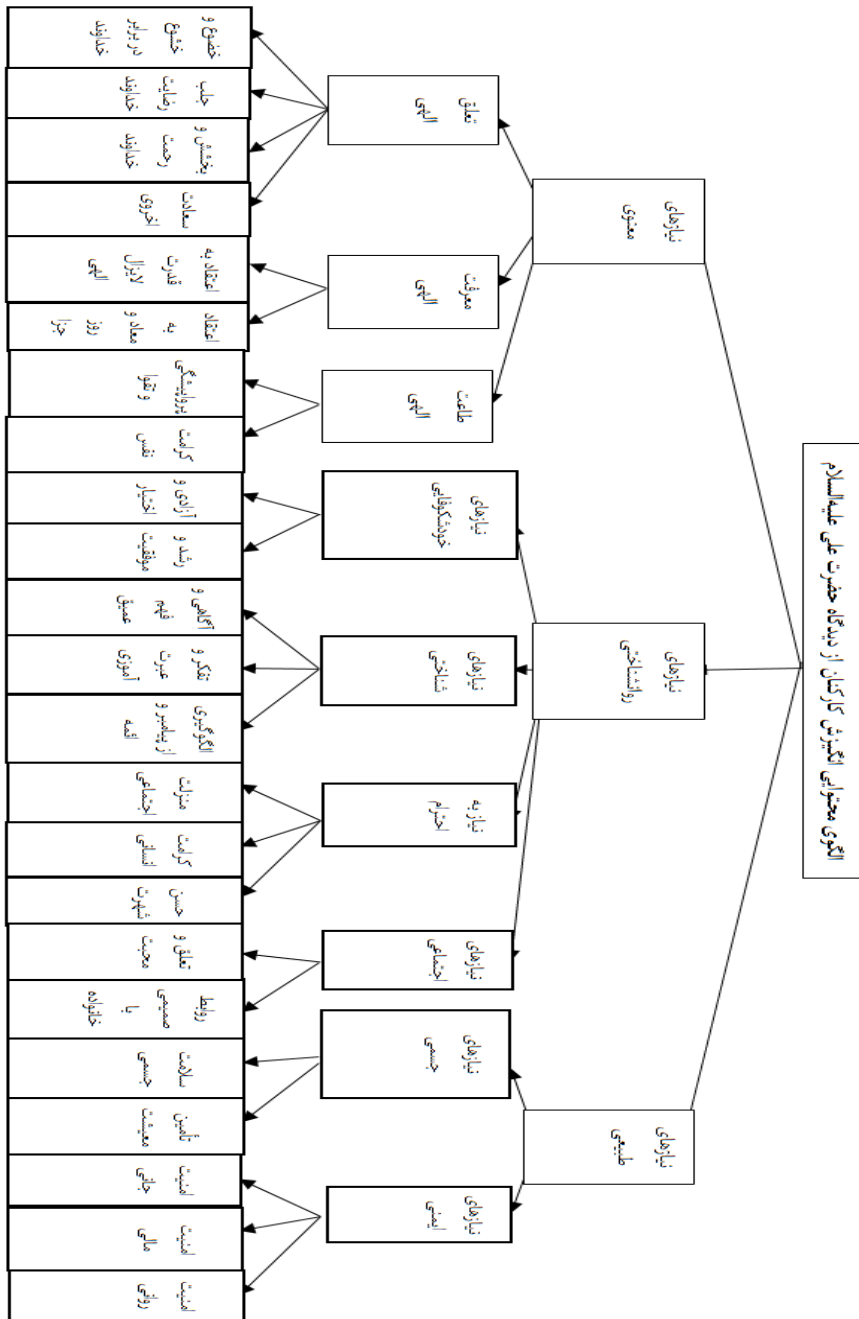 الگوی محتوایی انگیزش کارکنان از دیدگاه حضرت علی علیه‌السلام
نیازهای
معنوی
نیازهای
روانشناختی
نیازهای
طبیعی
تعلق
الهی
معرفت
الهی
طاعت
الهی
نیازهای
خودشکوفایی
نیازهای
شناختی
نیاز به
احترام
نیازهای
اجتماعی
نیازهای
جسمی
نیازهای
ایمنی
خضوع و
خشوع
در برابر
خداوند
جلب
رضایت
خداوند
بخشش و
رحمت
خداوند
سعادت
اخروی
اعتقاد به
قدرت
لایزال
الهی
اعتقاد
به
معاد و
روز
جزا
پرواپیشگی
و تقوا
کرامت
نفس
آزادی و
اختیار
رشد و
موفقیت
آگاهی و
فهم
عمیق
تفکر و
عبرت
آموزی
الگوگیری
از پیامبر و
ائمه
منزلت
اجتماعی
کرامت
انسانی
حسن
شهرت
تعلق و
محبت
روابط
صمیمی
با
خانواده
سلامت
جسمی
تأمین
معیشت
امنیت
جانی
امنیت
مالی
امنیت
روانی